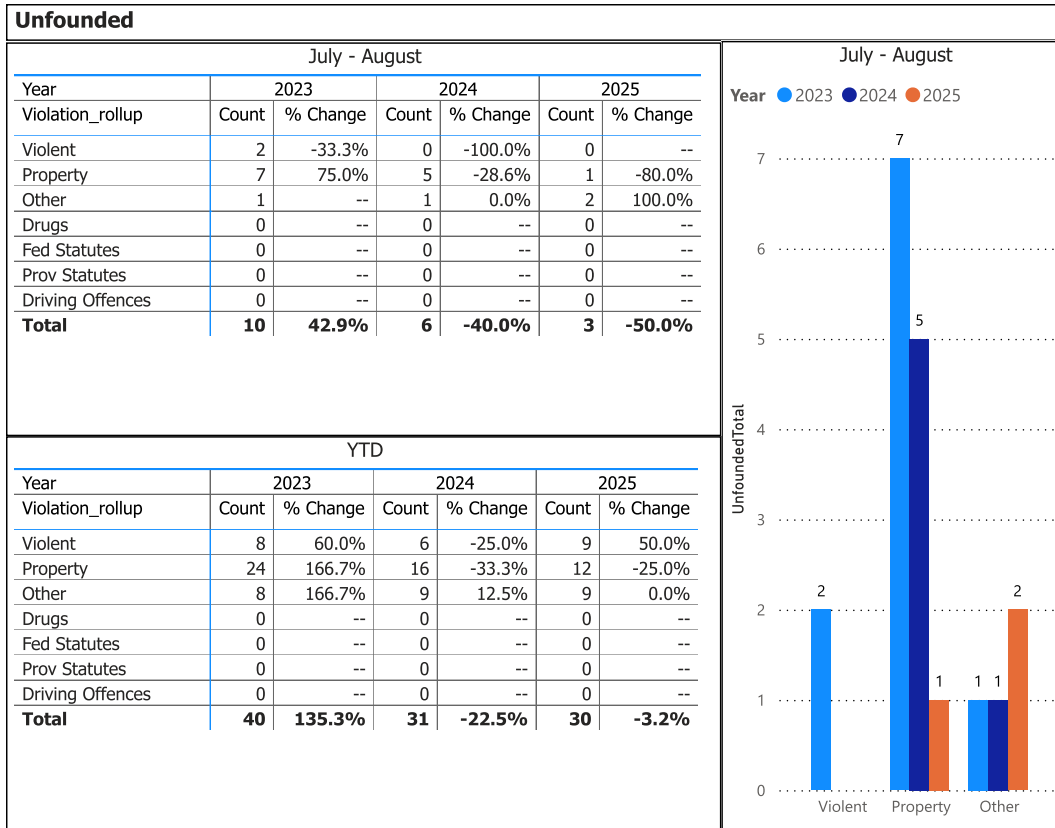 Unfounded
July - August
Year 2023 2024 2025
Violation_rollup Count % Change Count % Change Count % Change
Violent 2 -33.3% 0 -100.0% 0 --
Property 7 75.0% 5 -28.6% 1 -80.0%
Other 1 -- 1 0.0% 2 100.0%
Drugs 0 -- 0 -- 0 --
Fed Statutes 0 -- 0 -- 0 --
Prov Statutes 0 -- 0 -- 0 --
Driving Offences 0 -- 0 -- 0 --
Total 10 42.9% 6 -40.0% 3 -50.0%
YTD
Year 2023 2024 2025
Violation_rollup Count % Change Count % Change Count % Change
Violent 8 60.0% 6 -25.0% 9 50.0%
Property 24 166.7% 16 -33.3% 12 -25.0%
Other 8 166.7% 9 12.5% 9 0.0%
Drugs 0 -- 0 -- 0 --
Fed Statutes 0 -- 0 -- 0 --
Prov Statutes 0 -- 0 -- 0 --
Driving Offences 0 -- 0 -- 0 --
Total 40 135.3% 31 -22.5% 30 -3.2%
July - August
Year 2023 2024 2025
UnfoundedTotal
7
6
5
4
3
2
1
0
2
7
5
1
1
1
2
Violent Property Other